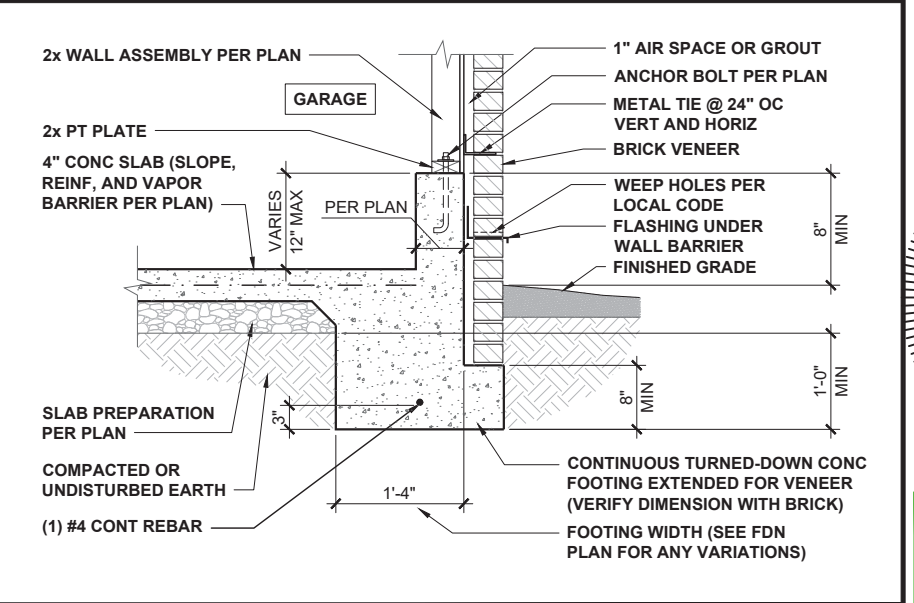 2x WALL ASSEMBLY PER PLAN
GARAGE
2x PT PLATE
4" CONC SLAB (SLOPE,
REINF, AND VAPOR
BARRIER PER PLAN)
VARIES
12" MAX
PER PLAN
1" AIR SPACE OR GROUT
ANCHOR BOLT PER PLAN
METAL TIE @ 24" OC
VERT AND HORIZ
BRICK VENEER
WEEP HOLES PER
LOCAL CODE
FLASHING UNDER
WALL BARRIER
FINISHED GRADE
8"
MIN
1'-0"
MIN
8"
MIN
3"
SLAB PREPARATION
PER PLAN
COMPACTED OR
UNDISTURBED EARTH
(1) #4 CONT REBAR
1'-4"
CONTINUOUS TURNED-DOWN CONC
FOOTING EXTENDED FOR VENEER
(VERIFY DIMENSION WITH BRICK)
FOOTING WIDTH (SEE FDN
PLAN FOR ANY VARIATIONS)